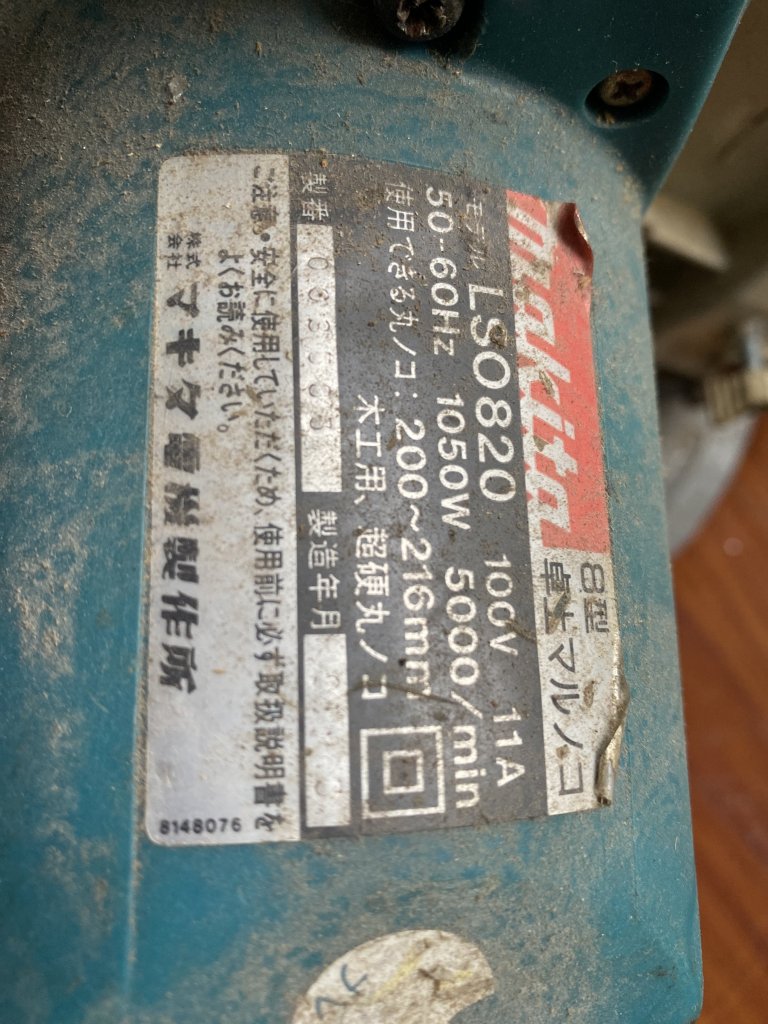 makita
8型
卓上マルノコ
モデル LS0820 100V 11A
50-60Hz 1050W 5000/min
使用できる丸ノコ: 200～216mm
木工用、超硬丸ノコ
製番
製造年月
ご注意・安全に使用していただくため、使用前に必ず取扱説明書を
よくお読みください。
株式会社 マキタ電機製作所
8148076